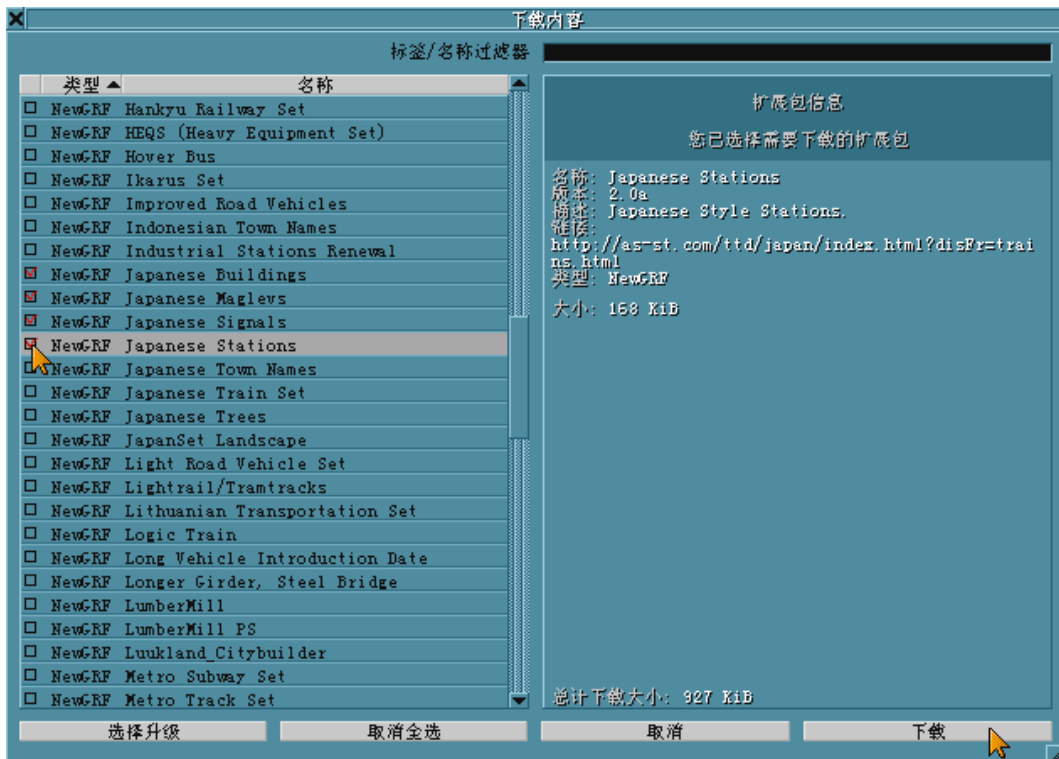 下载内容
标签/名称过滤器
类型 名称
NewGRF Hankyu Railway Set
NewGRF HEQS (Heavy Equipment Set)
NewGRF Hover Bus
NewGRF Ikarus Set
NewGRF Improved Road Vehicles
NewGRF Indonesian Town Names
NewGRF Industrial Stations Renewal
NewGRF Japanese Buildings
NewGRF Japanese Maglevs
NewGRF Japanese Signals
NewGRF Japanese Stations
NewGRF Japanese Town Names
NewGRF Japanese Train Set
NewGRF Japanese Trees
NewGRF JapanSet Landscape
NewGRF Light Road Vehicle Set
NewGRF Lightrail/Tramtracks
NewGRF Lithuanian Transportation Set
NewGRF Logic Train
NewGRF Long Vehicle Introduction Date
NewGRF Longer Girder, Steel Bridge
NewGRF LumberMill
NewGRF LumberMill PS
NewGRF Luukland_Citybuilder
NewGRF Metro Subway Set
NewGRF Metro Track Set
扩展包信息
您已选择需要下载的扩展包
名称: Japanese Stations
版本: 2.0a
描述: Japanese Style Stations.
链接:
http://as-st.com/ttd/japan/index.html?disFr=trai
ns.html
类型: NewGRF
大小: 168 KiB
总计下载大小: 927 KiB
选择升级 取消全选 取消 下载